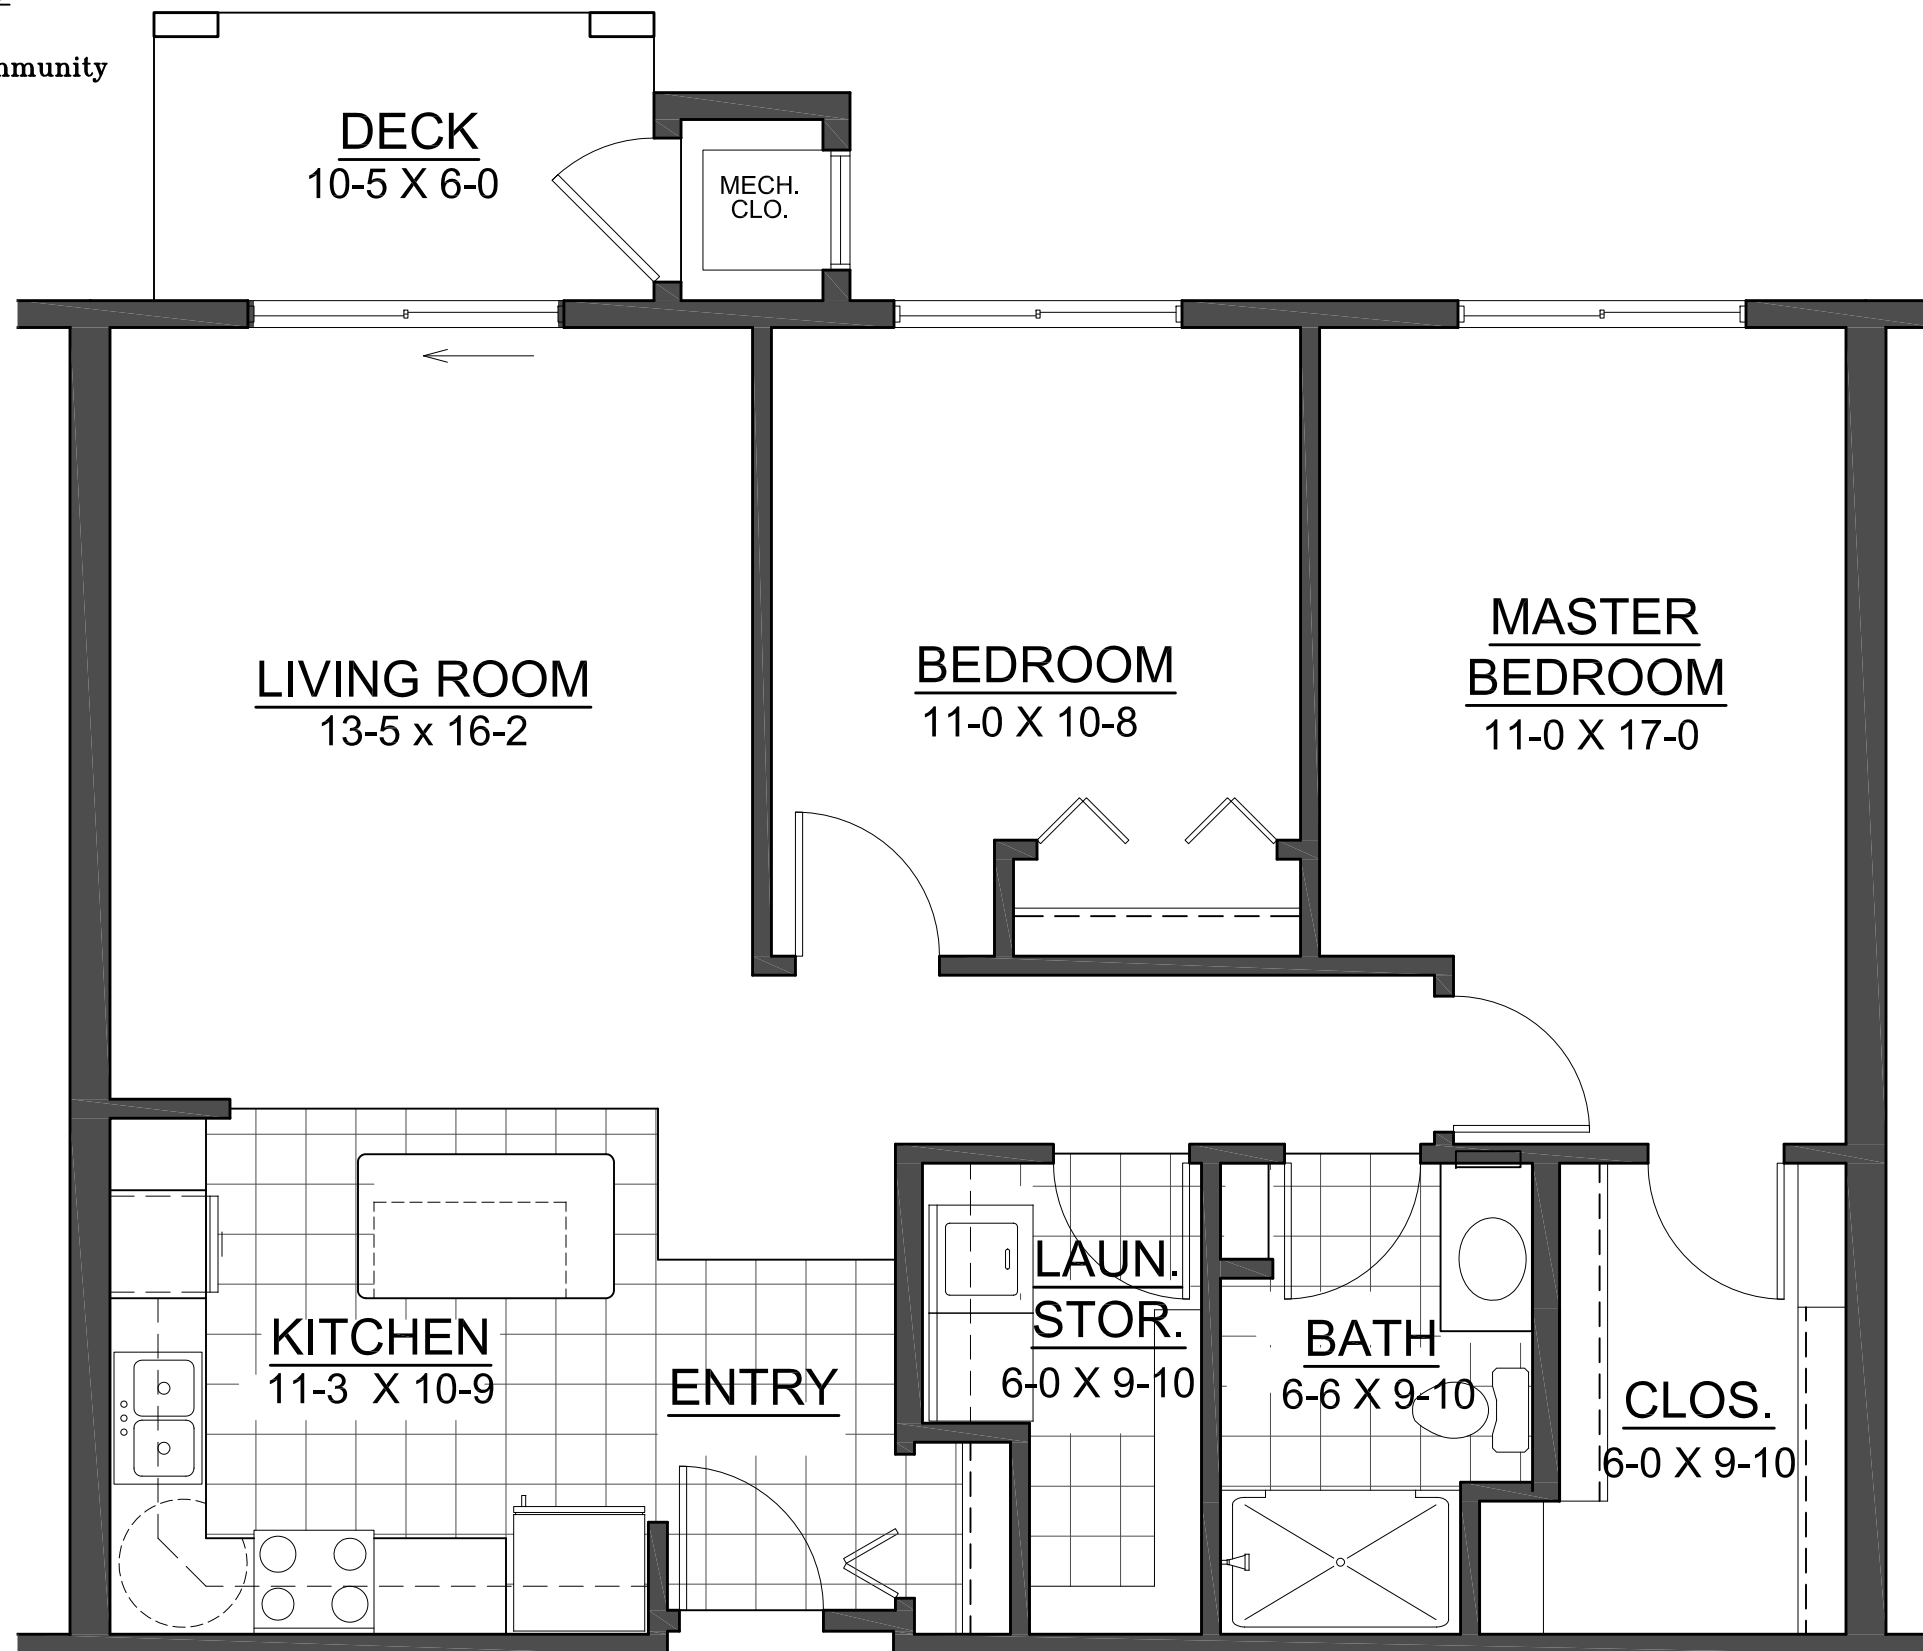 DECK
10-5 X 6-0
MECH.
CLO.
LIVING ROOM
13-5 x 16-2
BEDROOM
11-0 X 10-8
MASTER
BEDROOM
11-0 X 17-0
KITCHEN
11-3 X 10-9
ENTRY
LAUN.
STOR.
6-0 X 9-10
BATH
6-6 X 9-10
CLOS.
6-0 X 9-10